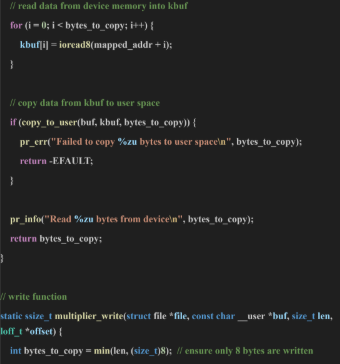 // read data from device memory into kbuf
for (i = 0; i < bytes_to_copy; i++) {
kbuf[i] = ioread8(mapped_addr + i);
}
// copy data from kbuf to user space
if (copy_to_user(buf, kbuf, bytes_to_copy)) {
pr_err("Failed to copy %zu bytes to user space\n", bytes_to_copy);
return -EFAULT;
}
pr_info("Read %zu bytes from device\n", bytes_to_copy);
return bytes_to_copy;
}
// write function
static ssize_t multiplier_write(struct file *file, const char __user *buf, size_t len,
loff_t *offset) {
int bytes_to_copy = min(len, (size_t)8);  // ensure only 8 bytes are written